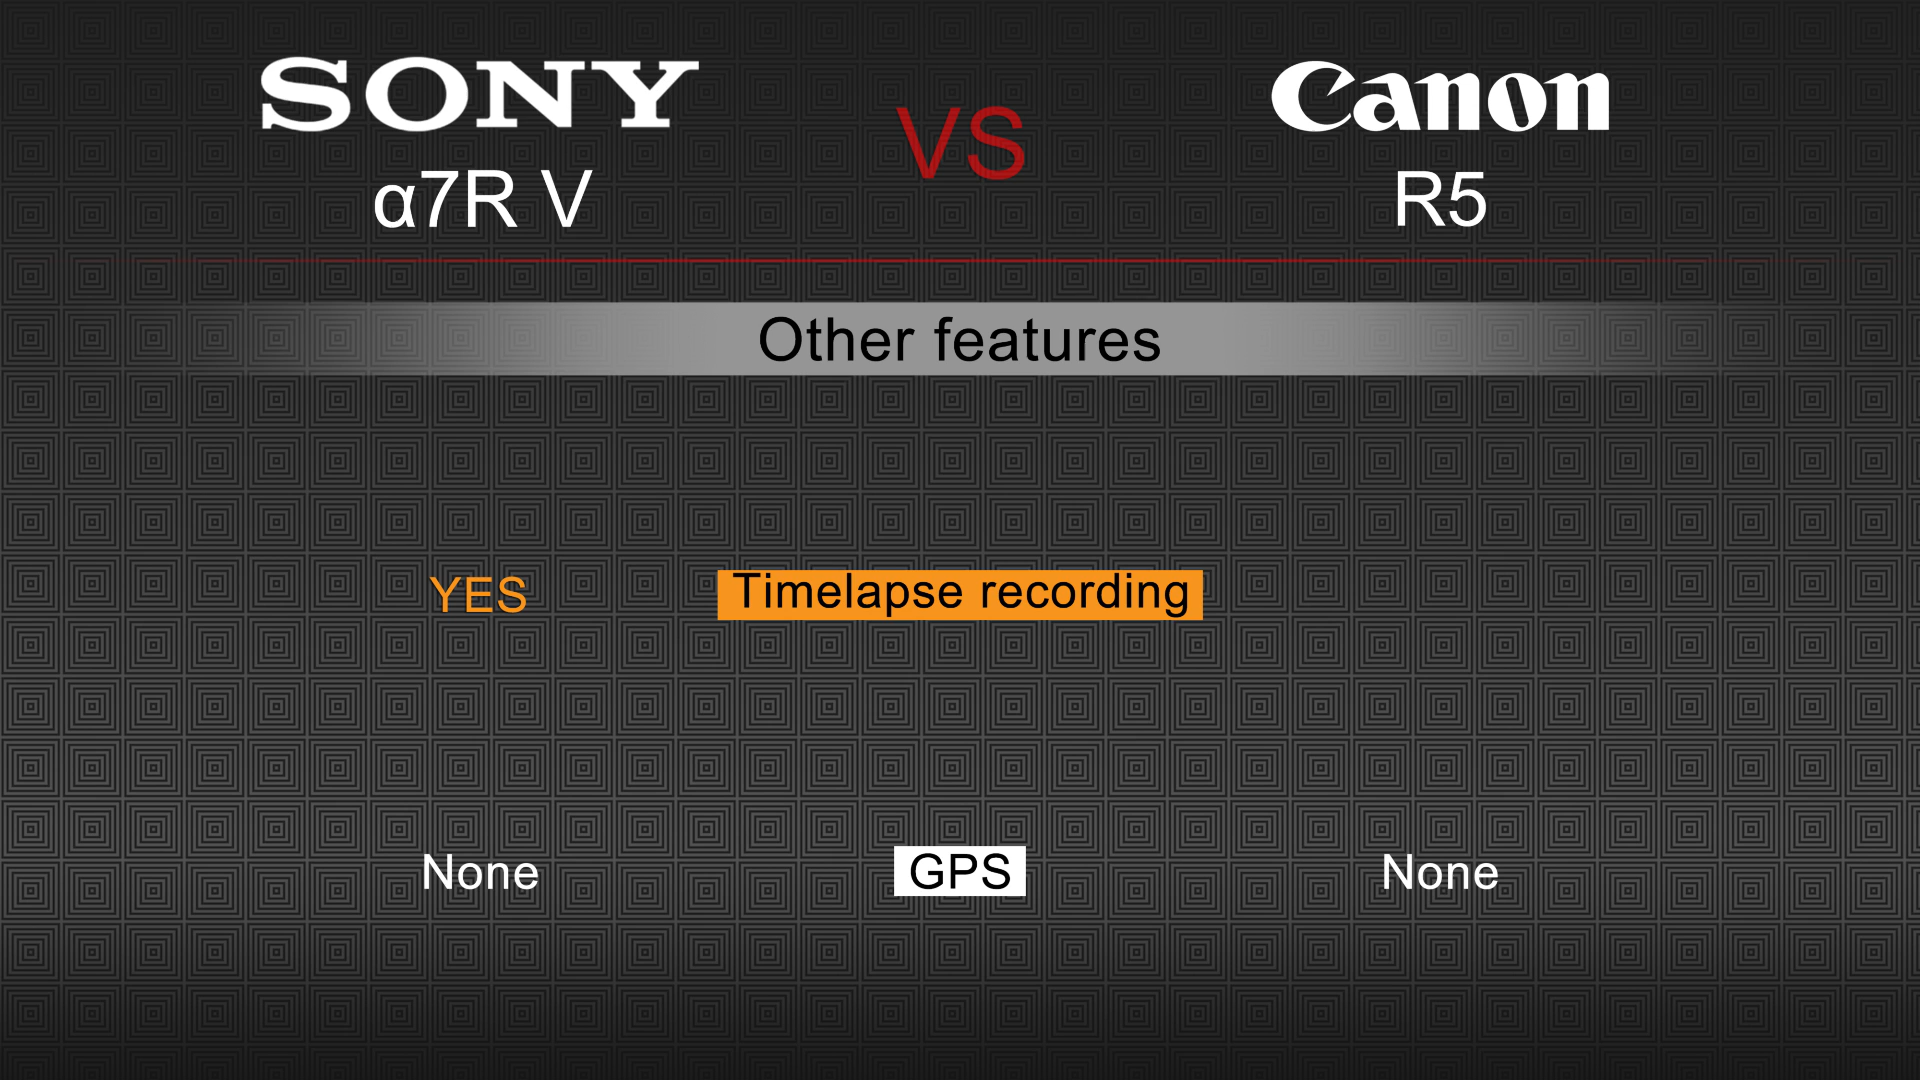 SONY VS Canon
α7R V R5
Other features
YES Timelapse recording
None GPS None